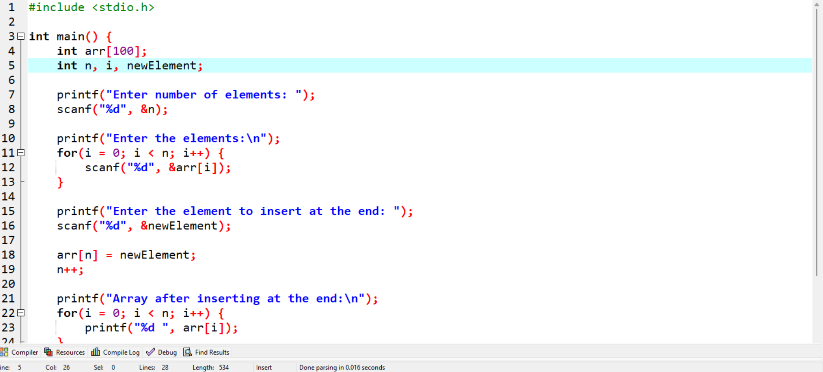 1 #include <stdio.h>
2
3 int main() {
4     int arr[100];
5     int n, i, newElement;
6
7     printf("Enter number of elements: ");
8     scanf("%d", &n);
9
10     printf("Enter the elements:\n");
11     for(i = 0; i < n; i++) {
12         scanf("%d", &arr[i]);
13     }
14
15     printf("Enter the element to insert at the end: ");
16     scanf("%d", &newElement);
17
18     arr[n] = newElement;
19     n++;
20
21     printf("Array after inserting at the end:\n");
22     for(i = 0; i < n; i++) {
23         printf("%d ", arr[i]);
24     }
Compiler Resources Compile Log Debug Find Results
ine: 5 Col: 26 Sel: 0 Lines: 28 Length: 534 Insert Done parsing in 0.016 seconds